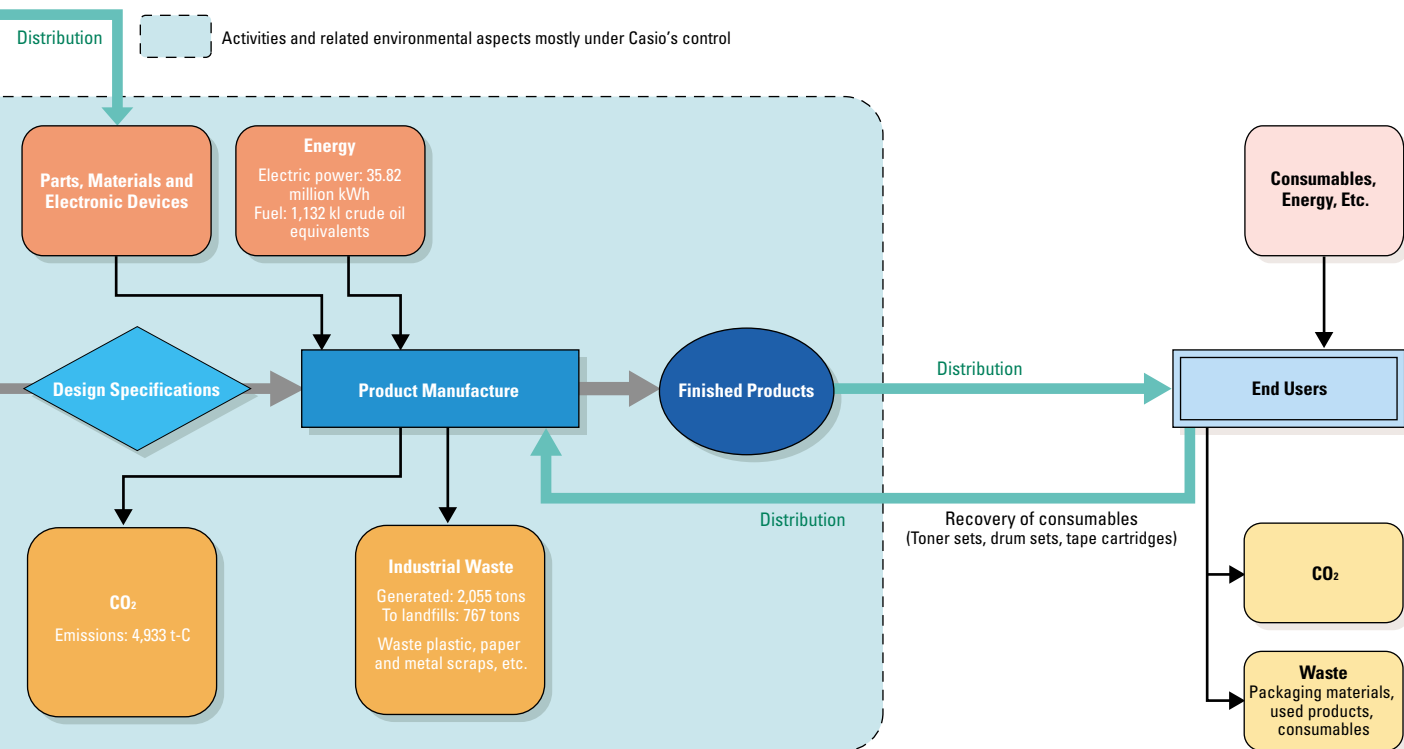 Distribution
Activities and related environmental aspects mostly under Casio's control
Parts, Materials and
Electronic Devices
Energy
Electric power: 35.82
million kWh
Fuel: 1,132 kl crude oil
equivalents
Consumables,
Energy, Etc.
Design Specifications
Product Manufacture
Finished Products
Distribution
End Users
Distribution
Recovery of consumables
(Toner sets, drum sets, tape cartridges)
CO₂
Emissions: 4,933 t-C
Industrial Waste
Generated: 2,055 tons
To landfills: 767 tons
Waste plastic, paper
and metal scraps, etc.
CO₂
Waste
Packaging materials,
used products,
consumables